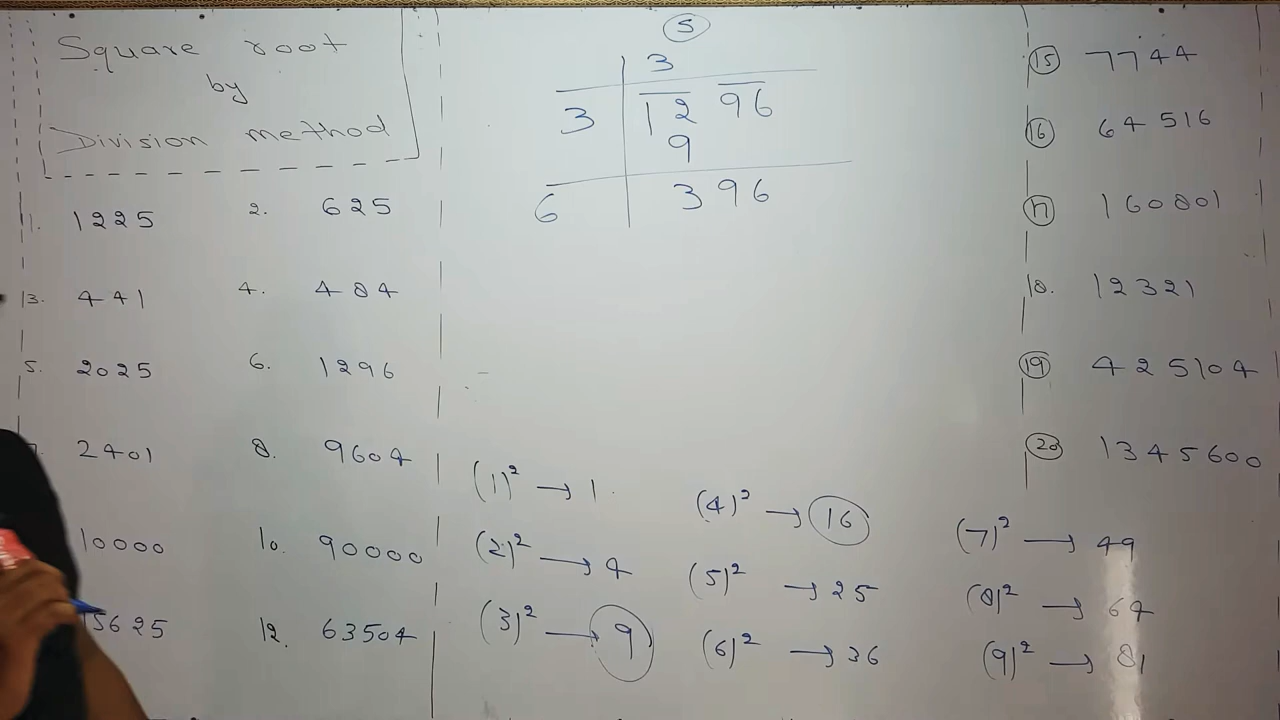 Square root
by
Division method
1. 1225 2. 625
3. 441 4. 484
5. 2025 6. 1296
2401 8. 9604
10000 10. 90000
15625 12. 63504
5
3
3 12 96
9
6 396
(1)² → 1
(2)² → 4
(3)² → 9
(4)² → 16
(5)² → 25
(6)² → 36
(7)² → 49
(8)² → 64
(9)² → 81
15 7744
16 64516
17 160801
18. 12321
19 425104
20 1345600